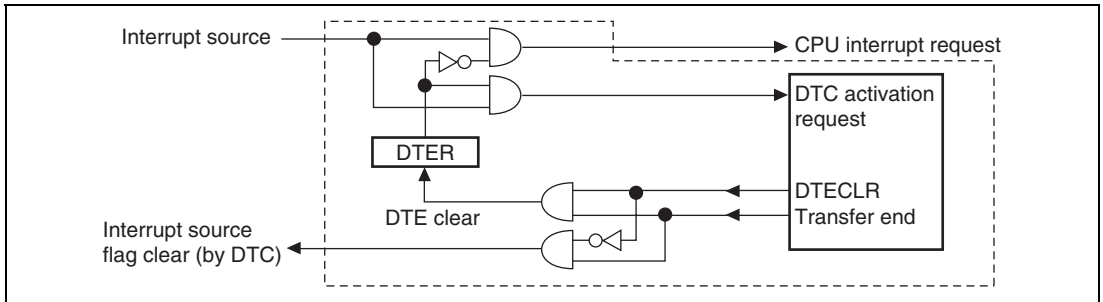 Interrupt source
CPU interrupt request
DTC activation
request
DTER
DTECLR
DTE clear
Transfer end
Interrupt source
flag clear (by DTC)